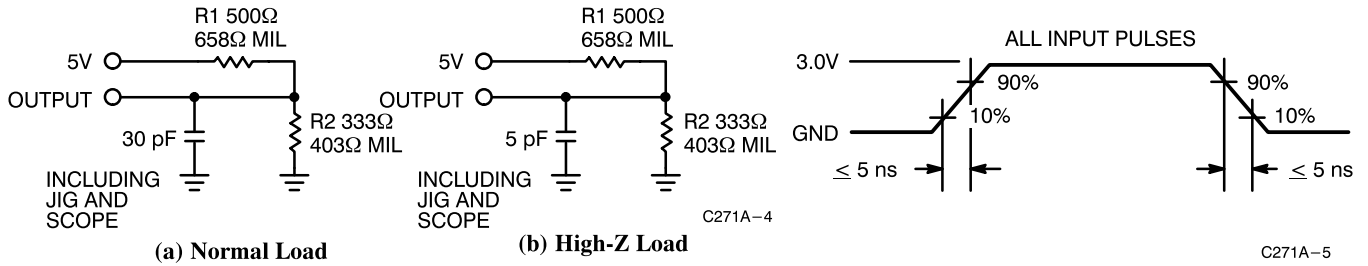 R1 500Ω
658Ω MIL
5V
OUTPUT
30 pF
R2 333Ω
403Ω MIL
INCLUDING
JIG AND
SCOPE
(a) Normal Load
R1 500Ω
658Ω MIL
5V
OUTPUT
5 pF
R2 333Ω
403Ω MIL
INCLUDING
JIG AND
SCOPE
C271A−4
(b) High-Z Load
ALL INPUT PULSES
3.0V
90%
10%
GND
≤ 5 ns
90%
10%
≤ 5 ns
C271A−5